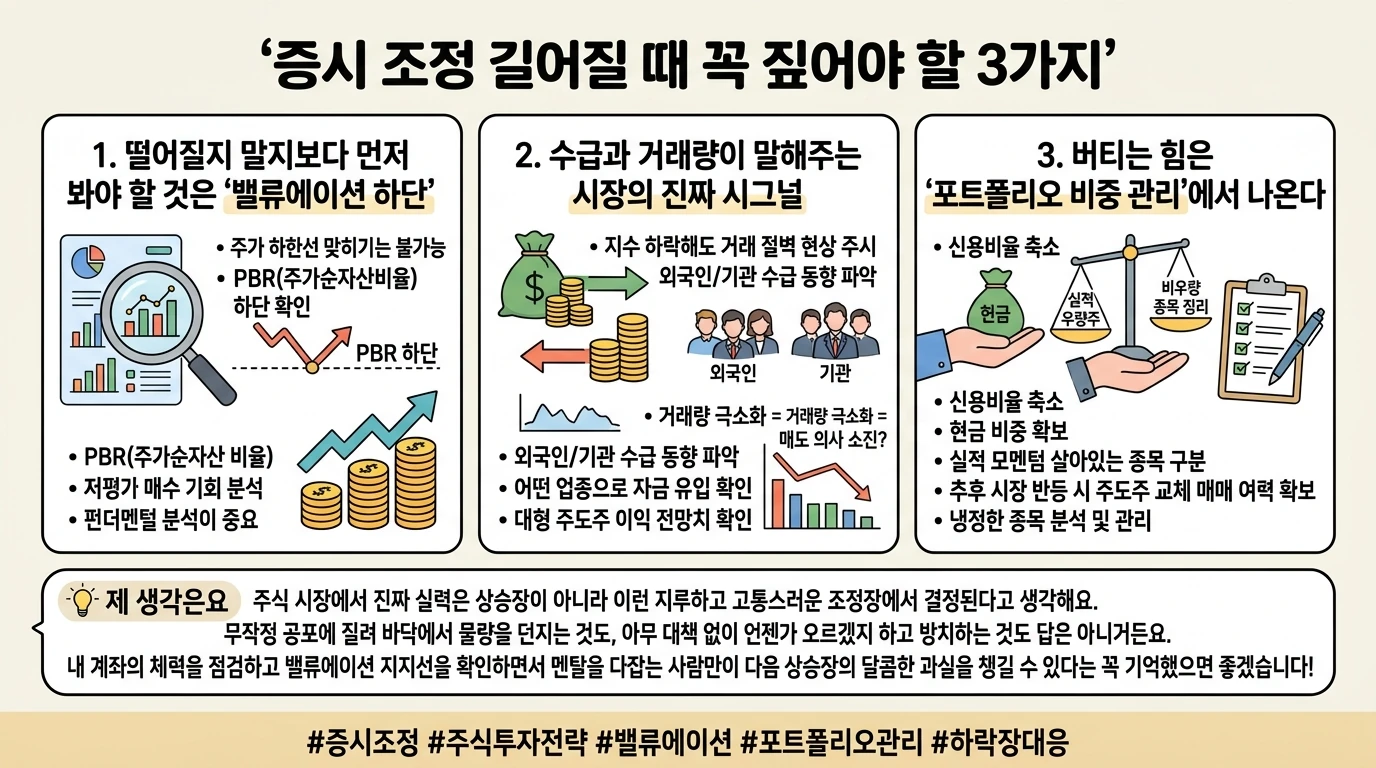 ‘증시 조정 길어질 때 꼭 짚어야 할 3가지’
1. 떨어질지 말지보다 먼저
봐야 할 것은 ‘밸류에이션 하단’
• 주가 하한선 맞히기는 불가능
• PBR(주가순자산비율)
하단 확인
PBR 하단
• PBR(주가순자산 비율)
• 저평가 매수 기회 분석
• 펀더멘털 분석이 중요
2. 수급과 거래량이 말해주는
시장의 진짜 시그널
• 지수 하락해도 거래 절벽 현상 주시
외국인/기관 수급 동향 파악
$
외국인
기관
• 거래량 극소화 = 거래량 극소화 =
매도 의사 소진?
• 외국인/기관 수급 동향 파악
• 어떤 업종으로 자금 유입 확인
• 대형 주도주 이익 전망치 확인
3. 버티는 힘은
‘포트폴리오 비중 관리’에서 나온다
• 신용비율 축소
현금
실적
우량주
비우량
종목 징리
• 신용비율 축소
• 현금 비중 확보
• 실적 모멘텀 살아있는 종목 구분
• 추후 시장 반등 시 주도주 교체 매매 여력 확보
• 냉정한 종목 분석 및 관리
제 생각은요
주식 시장에서 진짜 실력은 상승장이 아니라 이런 지루하고 고통스러운 조정장에서 결정된다고 생각해요.
무작정 공포에 질려 바닥에서 물량을 던지는 것도, 아무 대책 없이 언젠가 오르겠지 하고 방치하는 것도 답은 아니거든요.
내 계좌의 체력을 점검하고 밸류에이션 지지선을 확인하면서 멘탈을 다잡는 사람만이 다음 상승장의 달콤한 과실을 챙길 수 있다는 꼭 기억했으면 좋겠습니다!
#증시조정 #주식투자전략 #밸류에이션 #포트폴리오관리 #하락장대응